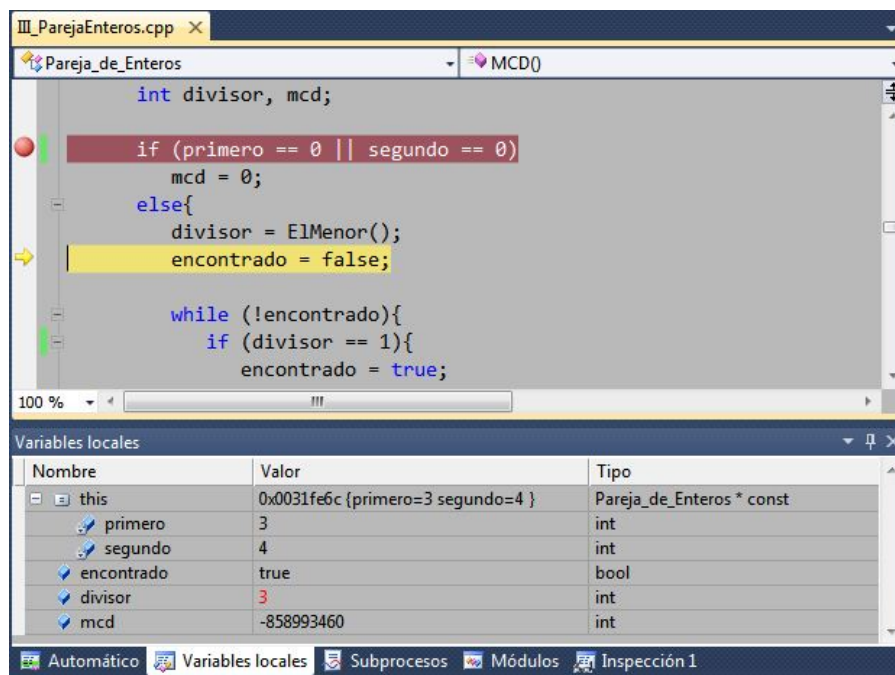 III_ParejaEnteros.cpp
Pareja_de_Enteros MCD()
int divisor, mcd;
if (primero == 0 || segundo == 0)
mcd = 0;
else{
divisor = ElMenor();
encontrado = false;
while (!encontrado){
if (divisor == 1){
encontrado = true;
100 %
Variables locales
Nombre Valor Tipo
this 0x0031fe6c {primero=3 segundo=4 } Pareja_de_Enteros * const
primero 3 int
segundo 4 int
encontrado true bool
divisor 3 int
mcd -858993460 int
Automático Variables locales Subprocesos Módulos Inspección 1